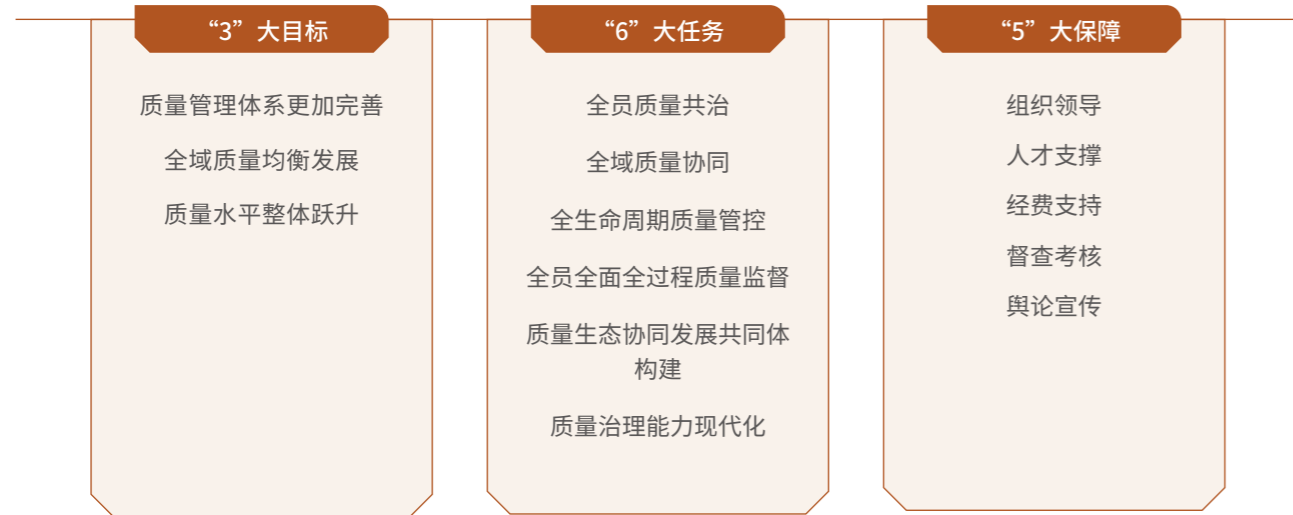 “3”大目标
质量管理体系更加完善
全域质量均衡发展
质量水平整体跃升
“6”大任务
全员质量共治
全域质量协同
全生命周期质量管控
全员全面全过程质量监督
质量生态协同发展共同体
构建
质量治理能力现代化
“5”大保障
组织领导
人才支撑
经费支持
督查考核
舆论宣传